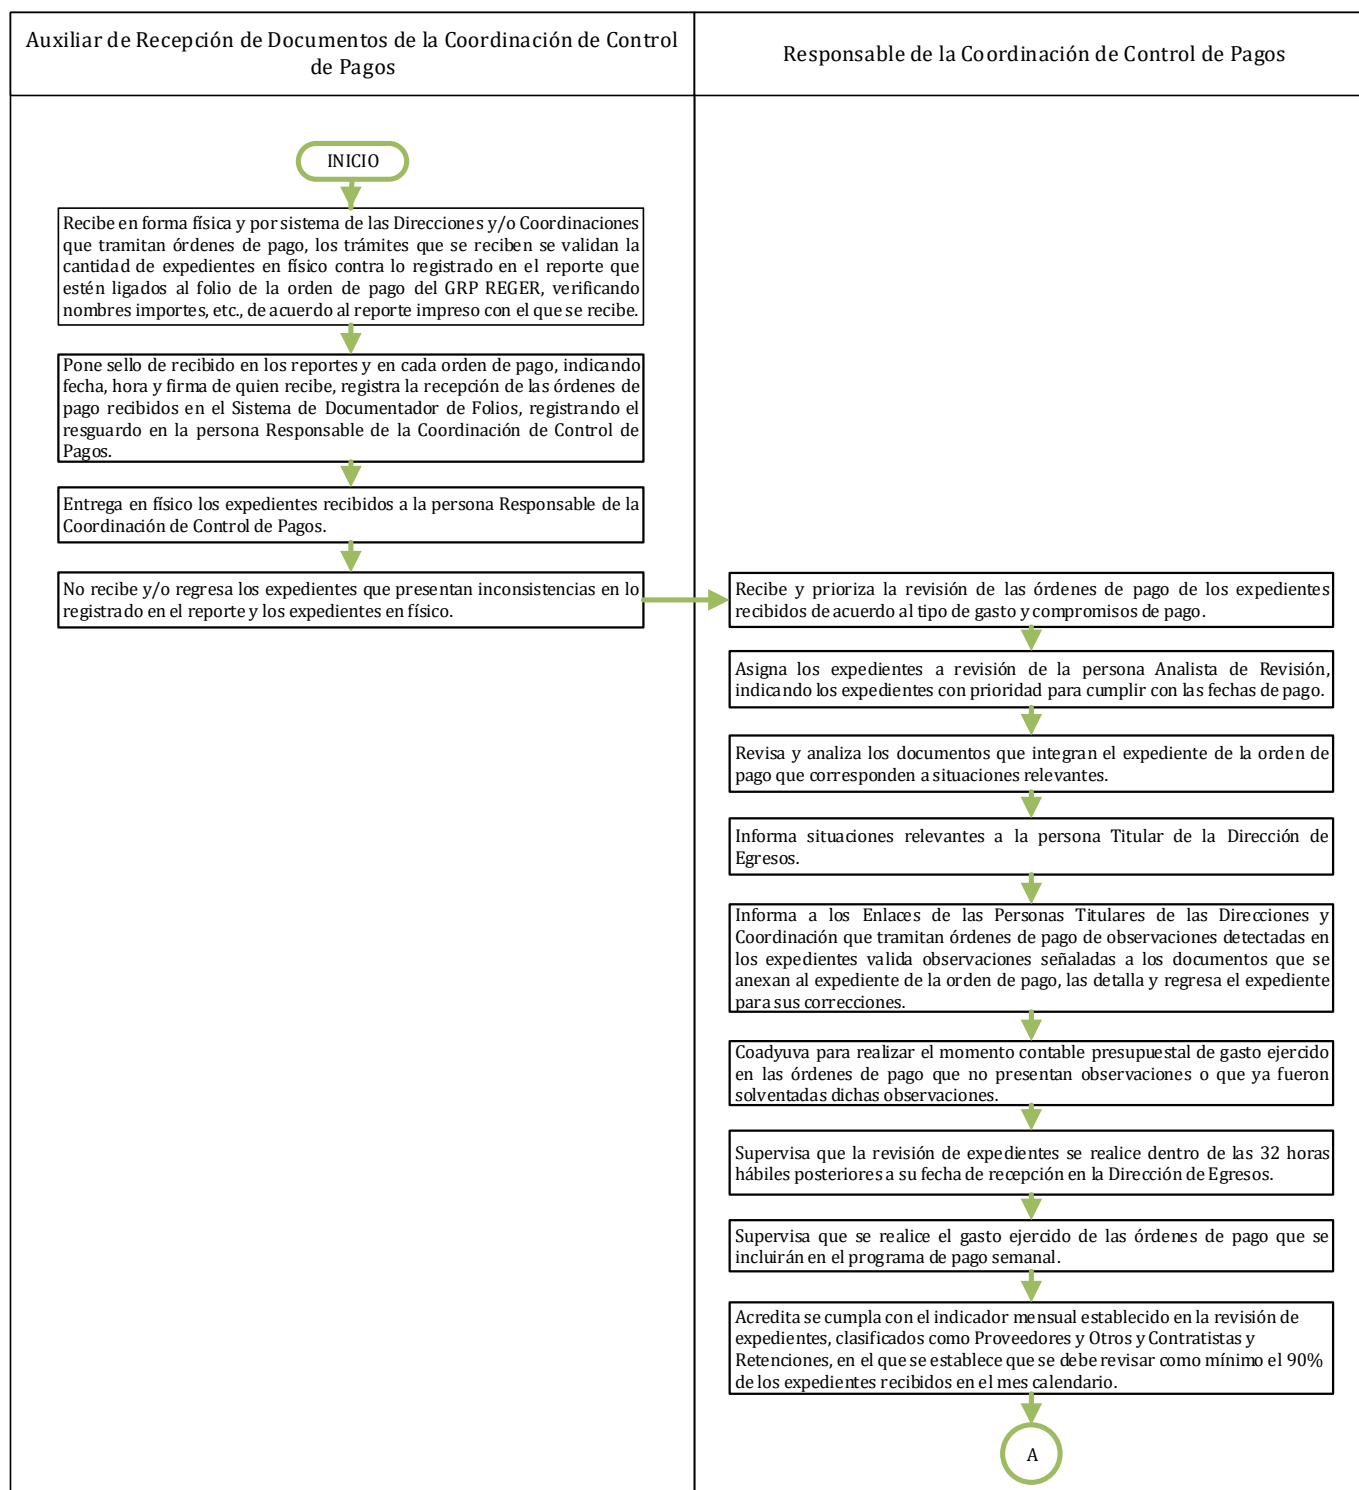 Auxiliar de Recepción de Documentos de la Coordinación de Control
de Pagos
Responsable de la Coordinación de Control de Pagos
INICIO
Recibe en forma física y por sistema de las Direcciones y/o Coordinaciones
que tramitan órdenes de pago, los trámites que se reciben se validan la
cantidad de expedientes en físico contra lo registrado en el reporte que
estén ligados al folio de la orden de pago del GRP REGER, verificando
nombres importes, etc., de acuerdo al reporte impreso con el que se recibe.
Pone sello de recibido en los reportes y en cada orden de pago, indicando
fecha, hora y firma de quien recibe, registra la recepción de las órdenes de
pago recibidos en el Sistema de Documentador de Folios, registrando el
resguardo en la persona Responsable de la Coordinación de Control de
Pagos.
Entrega en físico los expedientes recibidos a la persona Responsable de la
Coordinación de Control de Pagos.
No recibe y/o regresa los expedientes que presentan inconsistencias en lo
registrado en el reporte y los expedientes en físico.
Recibe y prioriza la revisión de las órdenes de pago de los expedientes
recibidos de acuerdo al tipo de gasto y compromisos de pago.
Asigna los expedientes a revisión de la persona Analista de Revisión,
indicando los expedientes con prioridad para cumplir con las fechas de pago.
Revisa y analiza los documentos que integran el expediente de la orden de
pago que corresponden a situaciones relevantes.
Informa situaciones relevantes a la persona Titular de la Dirección de
Egresos.
Informa a los Enlaces de las Personas Titulares de las Direcciones y
Coordinación que tramitan órdenes de pago de observaciones detectadas en
los expedientes valida observaciones señaladas a los documentos que se
anexan al expediente de la orden de pago, las detalla y regresa el expediente
para sus correcciones.
Coadyuva para realizar el momento contable presupuestal de gasto ejercido
en las órdenes de pago que no presentan observaciones o que ya fueron
solventadas dichas observaciones.
Supervisa que la revisión de expedientes se realice dentro de las 32 horas
hábiles posteriores a su fecha de recepción en la Dirección de Egresos.
Supervisa que se realice el gasto ejercido de las órdenes de pago que se
incluirán en el programa de pago semanal.
Acredita se cumpla con el indicador mensual establecido en la revisión de
expedientes, clasificados como Proveedores y Otros y Contratistas y
Retenciones, en el que se establece que se debe revisar como mínimo el 90%
de los expedientes recibidos en el mes calendario.
A